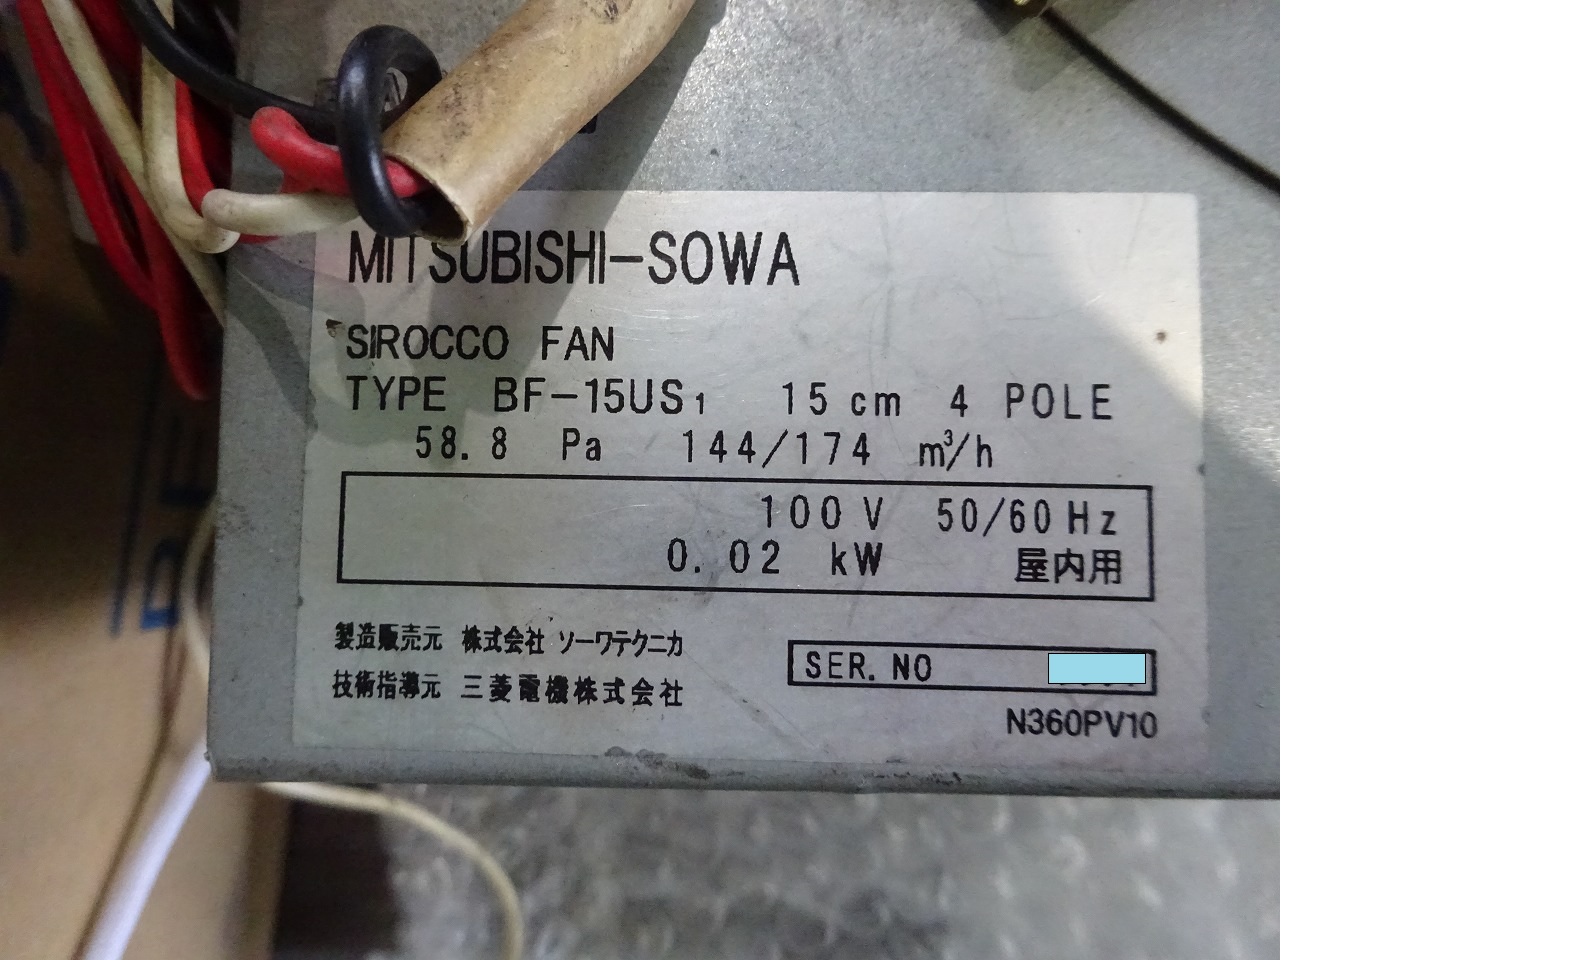 MITSUBISHI-SOWA
SIROCCO FAN
TYPE BF-15US1 15 cm 4 POLE
58.8 Pa 144/174 m³/h
100 V 50/60 Hz
0.02 kW 屋内用
製造販売元 株式会社 ソーワテクニカ
技術指導元 三菱電機株式会社
SER. NO
N360PV10